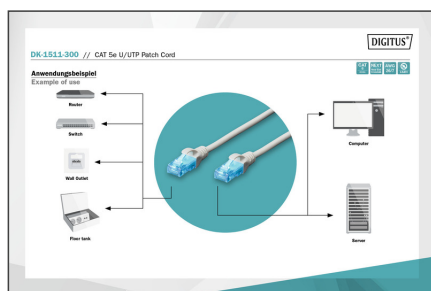 DIGITUS®
DK-1511-300 // CAT 5e U/UTP Patch Cord
Anwendungsbeispiel
Example of use
Router
Switch
Wall Outlet
Floor tank
Computer
Server